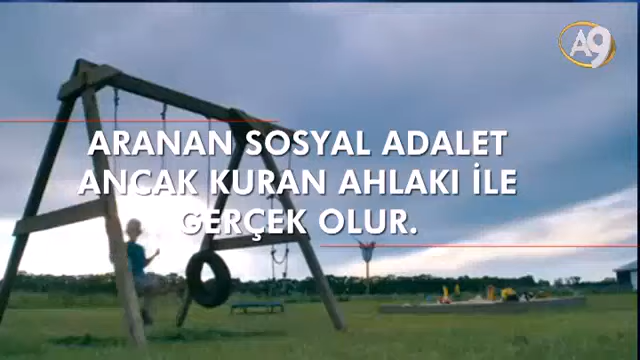 A9
ARANAN SOSYAL ADALET
ANCAK KURAN AHLAKI İLE
GERÇEK OLUR.